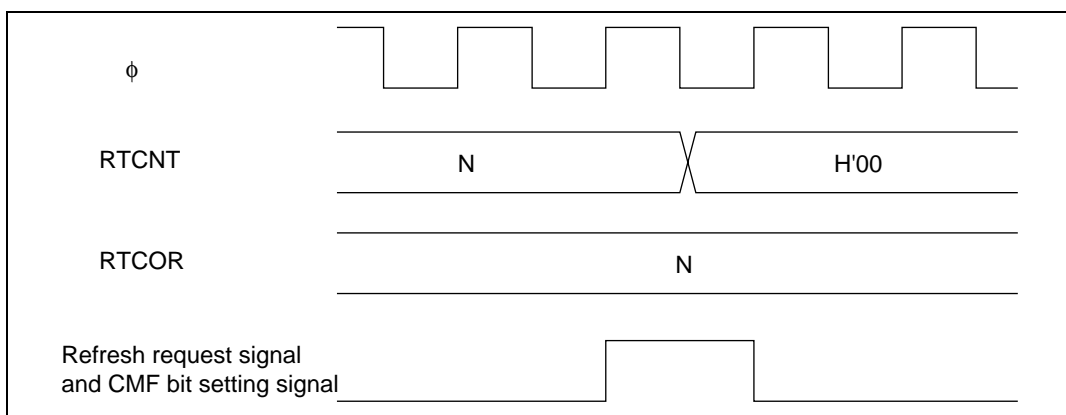 ϕ
RTCNT
N
H'00
RTCOR
N
Refresh request signal
and CMF bit setting signal